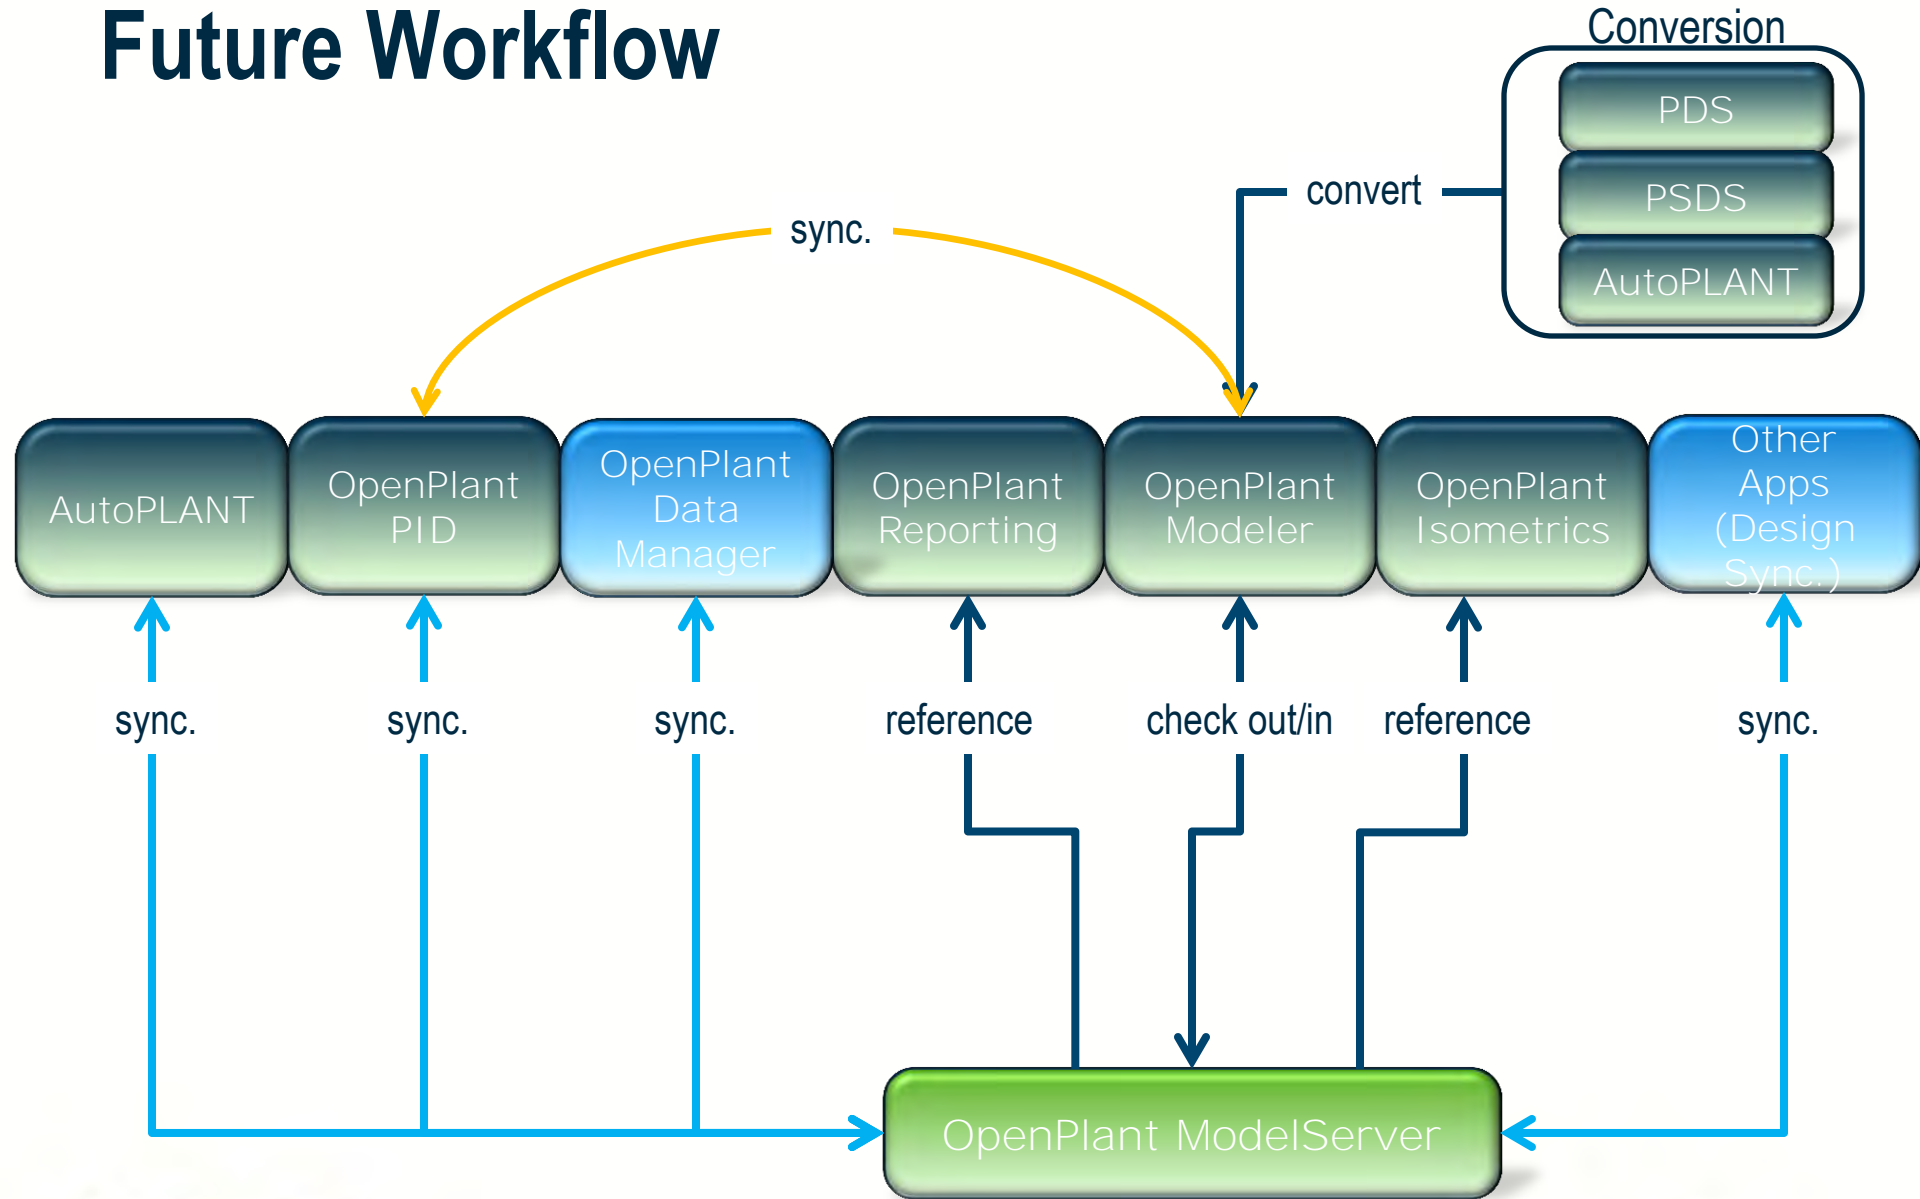 Future Workflow
Conversion
PDS
PSDS
AutoPLANT
convert
sync.
AutoPLANT
OpenPlant
PID
OpenPlant
Data
Manager
OpenPlant
Reporting
OpenPlant
Modeler
OpenPlant
Isometrics
Other
Apps
(Design
Sync.)
sync.
sync.
sync.
reference
check out/in
reference
sync.
OpenPlant ModelServer